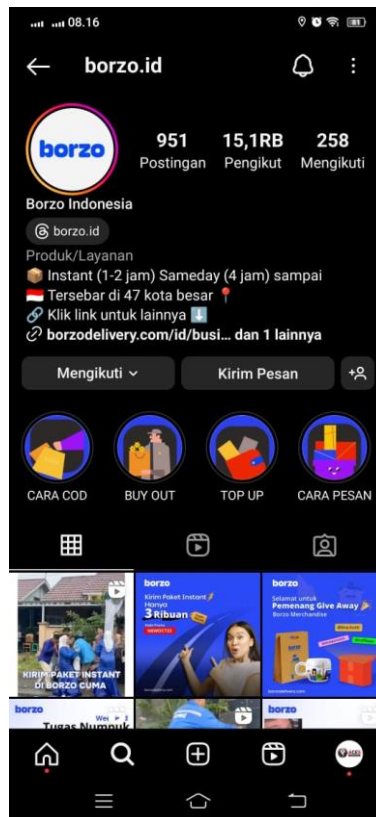 08.16
81
borzo.id
borzo
951 15,1RB 258
Postingan Pengikut Mengikuti
Borzo Indonesia
borzo.id
Produk/Layanan
📦 Instant (1-2 jam) Sameday (4 jam) sampai
🇮🇩 Tersebar di 47 kota besar 📍
🔗 Klik link untuk lainnya ⬇️
borzodelivery.com/id/busi... dan 1 lainnya
Mengikuti
Kirim Pesan
CARA COD BUY OUT TOP UP CARA PESAN
KIRIM PAKET INSTANT
DI BORZO CUMA
borzo
Kirim Paket Instant
Hanya
3 Ribuan
borzo
Selamat untuk
Pemenang Give Away
Borzo Merchandise
borzo
Tugas Numpuk
borzo